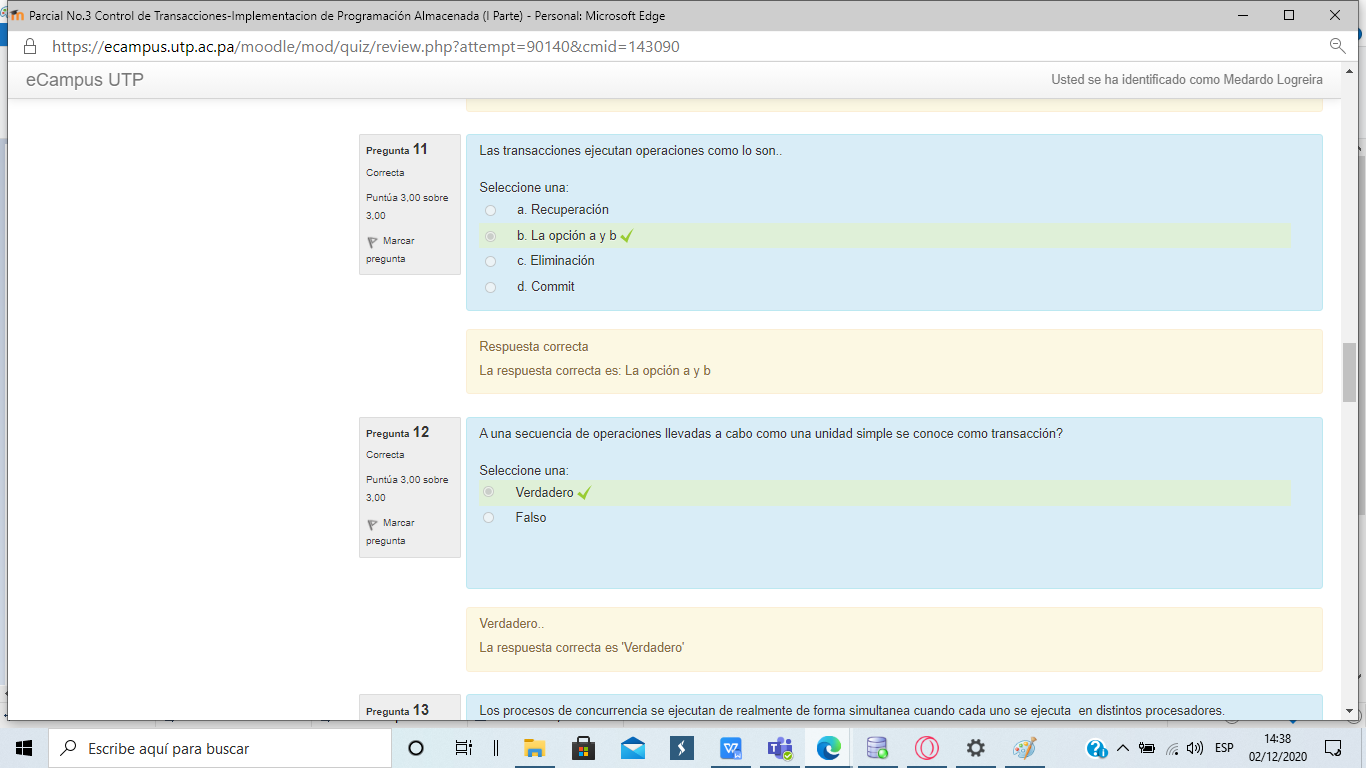 Parcial No.3 Control de Transacciones-Implementacion de Programación Almacenada (I Parte) - Personal: Microsoft Edge
https://ecampus.utp.ac.pa/moodle/mod/quiz/review.php?attempt=90140&cmid=143090
eCampus UTP
Usted se ha identificado como Medardo Logreira
Pregunta 11
Correcta
Puntúa 3,00 sobre
3,00
Marcar
pregunta
Las transacciones ejecutan operaciones como lo son..
Seleccione una:
a. Recuperación
b. La opción a y b
c. Eliminación
d. Commit
Respuesta correcta
La respuesta correcta es: La opción a y b
Pregunta 12
Correcta
Puntúa 3,00 sobre
3,00
Marcar
pregunta
A una secuencia de operaciones llevadas a cabo como una unidad simple se conoce como transacción?
Seleccione una:
Verdadero
Falso
Verdadero..
La respuesta correcta es 'Verdadero'
Pregunta 13
Los procesos de concurrencia se ejecutan de realmente de forma simultanea cuando cada uno se ejecuta en distintos procesadores.
Escribe aquí para buscar
ESP
14:38
02/12/2020